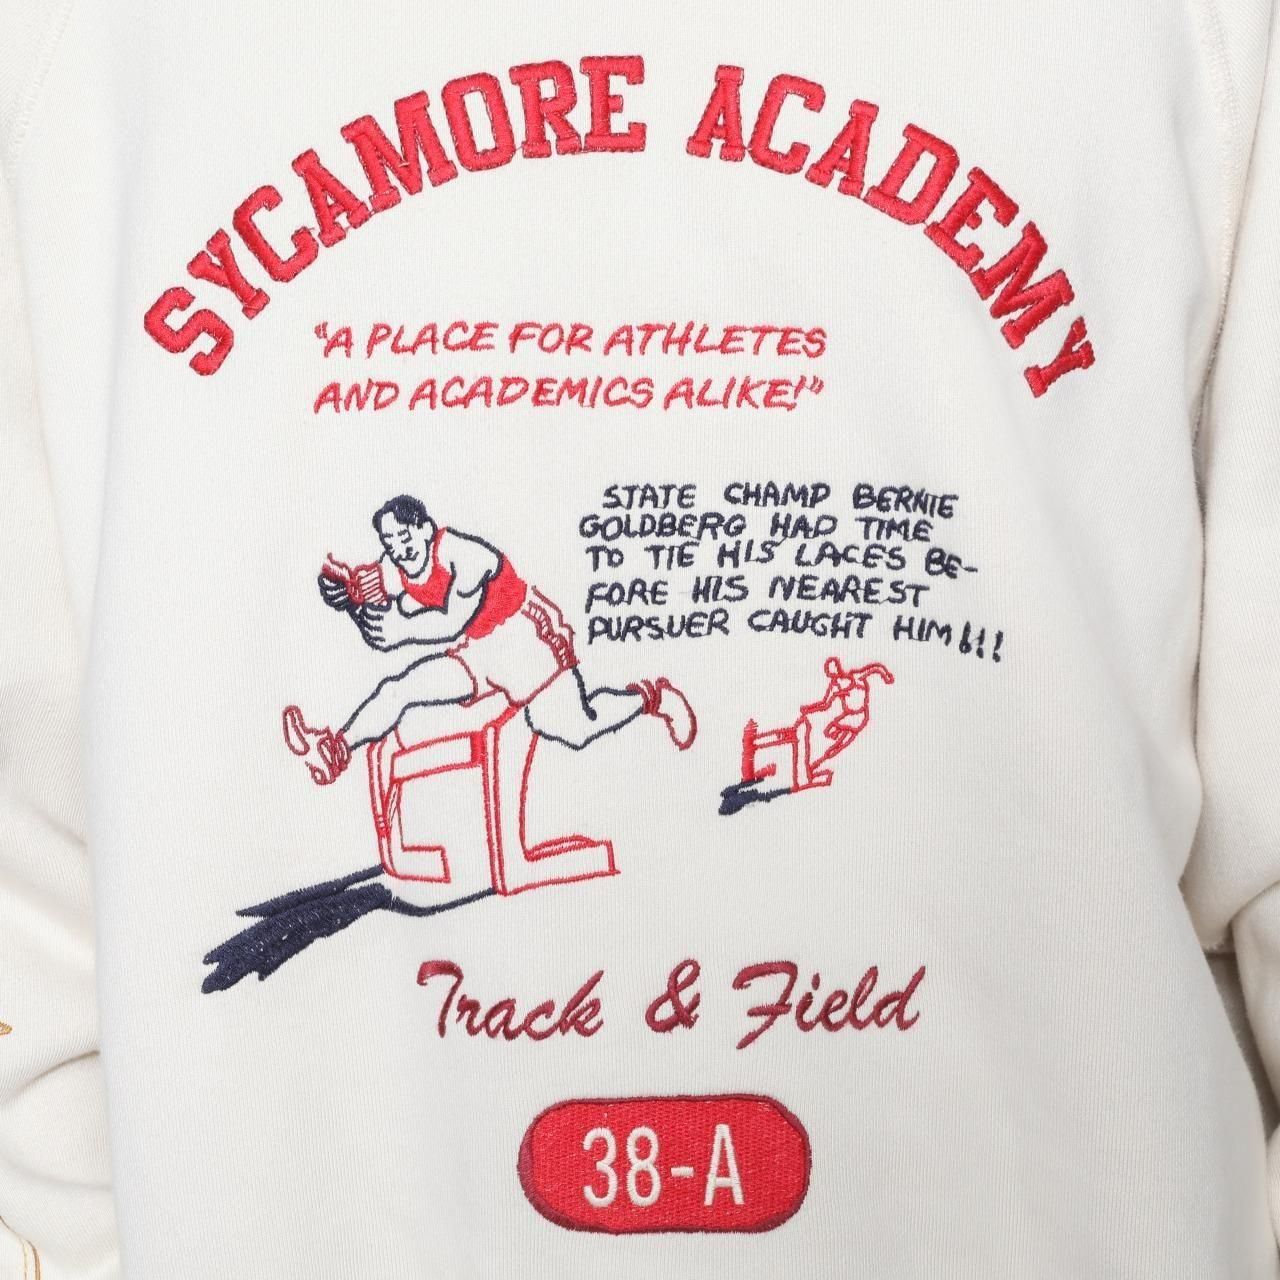 SYCAMORE ACADEMY
"A PLACE FOR ATHLETES
AND ACADEMICS ALIKE!"
STATE CHAMP BERNIE
GOLDBERG HAD TIME
TO TIE HIS LACES BE-
FORE HIS NEAREST
PURSUER CAUGHT HIM!!!
Track & Field
38-A